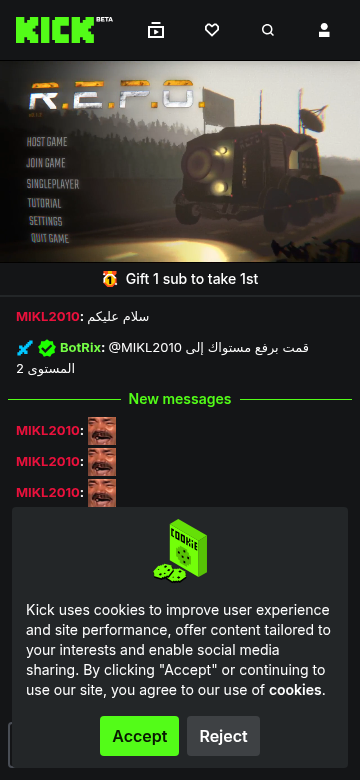 KICK BETA
R.E.P.O.
HOST GAME
JOIN GAME
SINGLEPLAYER
TUTORIAL
SETTINGS
QUIT GAME
Gift 1 sub to take 1st
MIKL2010: سلام عليكم
BotRix: @MIKL2010 قمت برفع مستواك إلى
المستوى 2
New messages
MIKL2010:
MIKL2010:
MIKL2010:
COOKIE
Kick uses cookies to improve user experience
and site performance, offer content tailored to
your interests and enable social media
sharing. By clicking "Accept" or continuing to
use our site, you agree to our use of cookies.
Accept
Reject